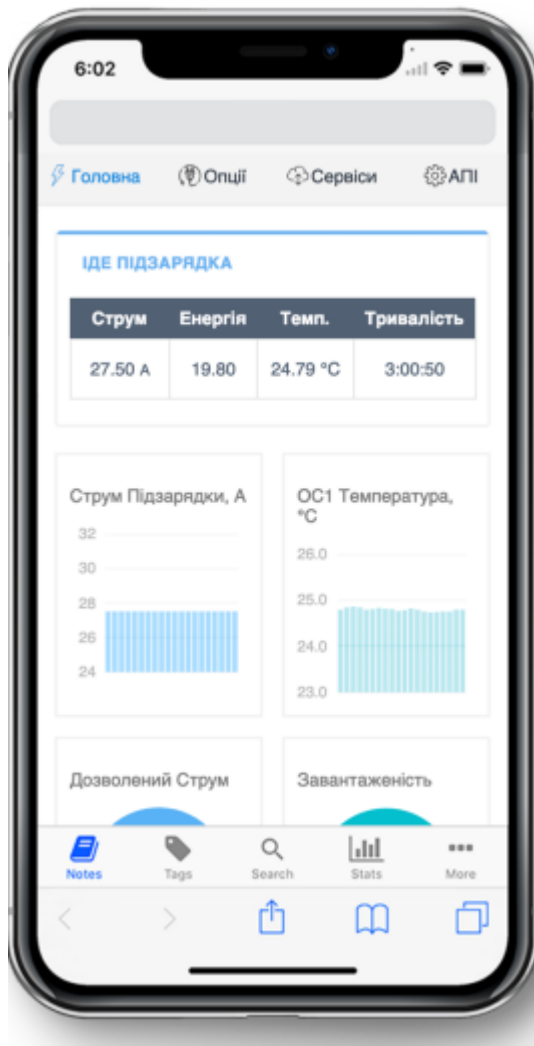 6:02
Головна Опції Сервіси АПІ
ІДЕ ПІДЗАРЯДКА
Струм Енергія Темп. Тривалість
27.50 A 19.80 24.79 °C 3:00:50
Струм Підзарядки, А
32
30
28
26
24
ОС1 Температура,
°C
26.0
25.0
24.0
23.0
Дозволений Струм
Завантаженість
Notes Tags Search Stats More